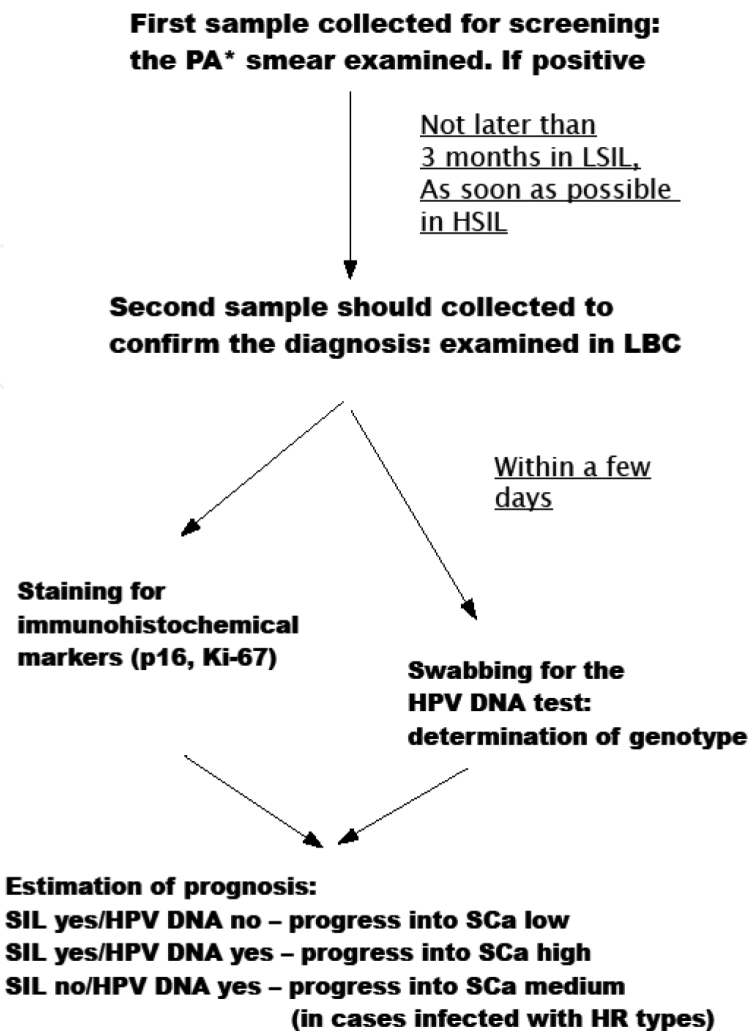 First sample collected for screening:
the PA* smear examined. If positive
Not later than
3 months in LSIL,
As soon as possible
in HSIL
Second sample should collected to
confirm the diagnosis: examined in LBC
Within a few
days
Staining for
immunohistochemical
markers (p16, Ki-67)
Swabbing for the
HPV DNA test:
determination of genotype
Estimation of prognosis:
SIL yes/HPV DNA no – progress into SCa low
SIL yes/HPV DNA yes – progress into SCa high
SIL no/HPV DNA yes – progress into SCa medium
(in cases infected with HR types)